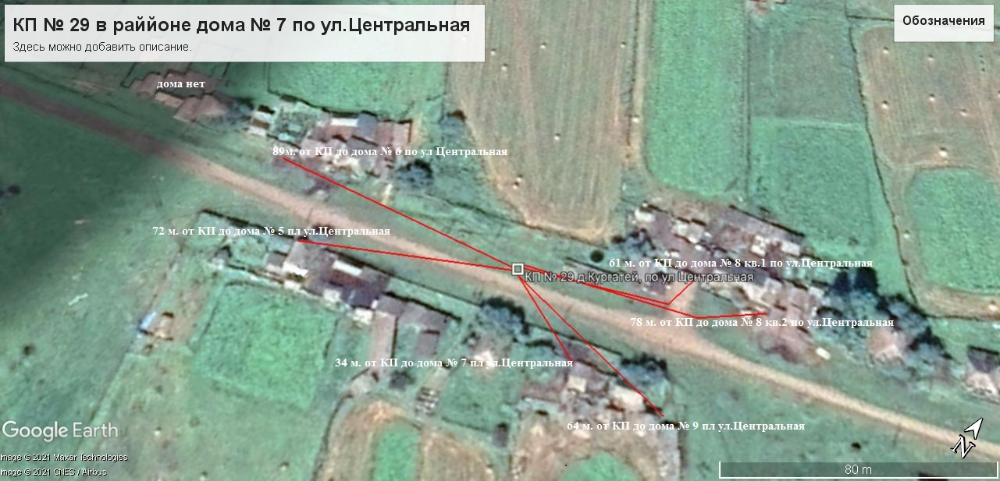 КП № 29 в раййоне дома № 7 по ул.Центральная
Здесь можно добавить описание.
Обозначения
дома нет
89м. от КП до дома № 6 по ул Центральная
72 м. от КП до дома № 5 пл ул.Центральная
61 м. от КП до дома № 8 кв.1 по ул.Центральная
КП № 29 д.Кургатей, по ул Центральная
78 м. от КП до дома № 8 кв.2 по ул.Центральная
34 м. от КП до дома № 7 пл ул.Центральная
64 м. от КП до дома № 9 пл ул.Центральная
Google Earth
Image © 2021 Maxar Technologies
Image © 2021 CNES / Airbus
N
80 m